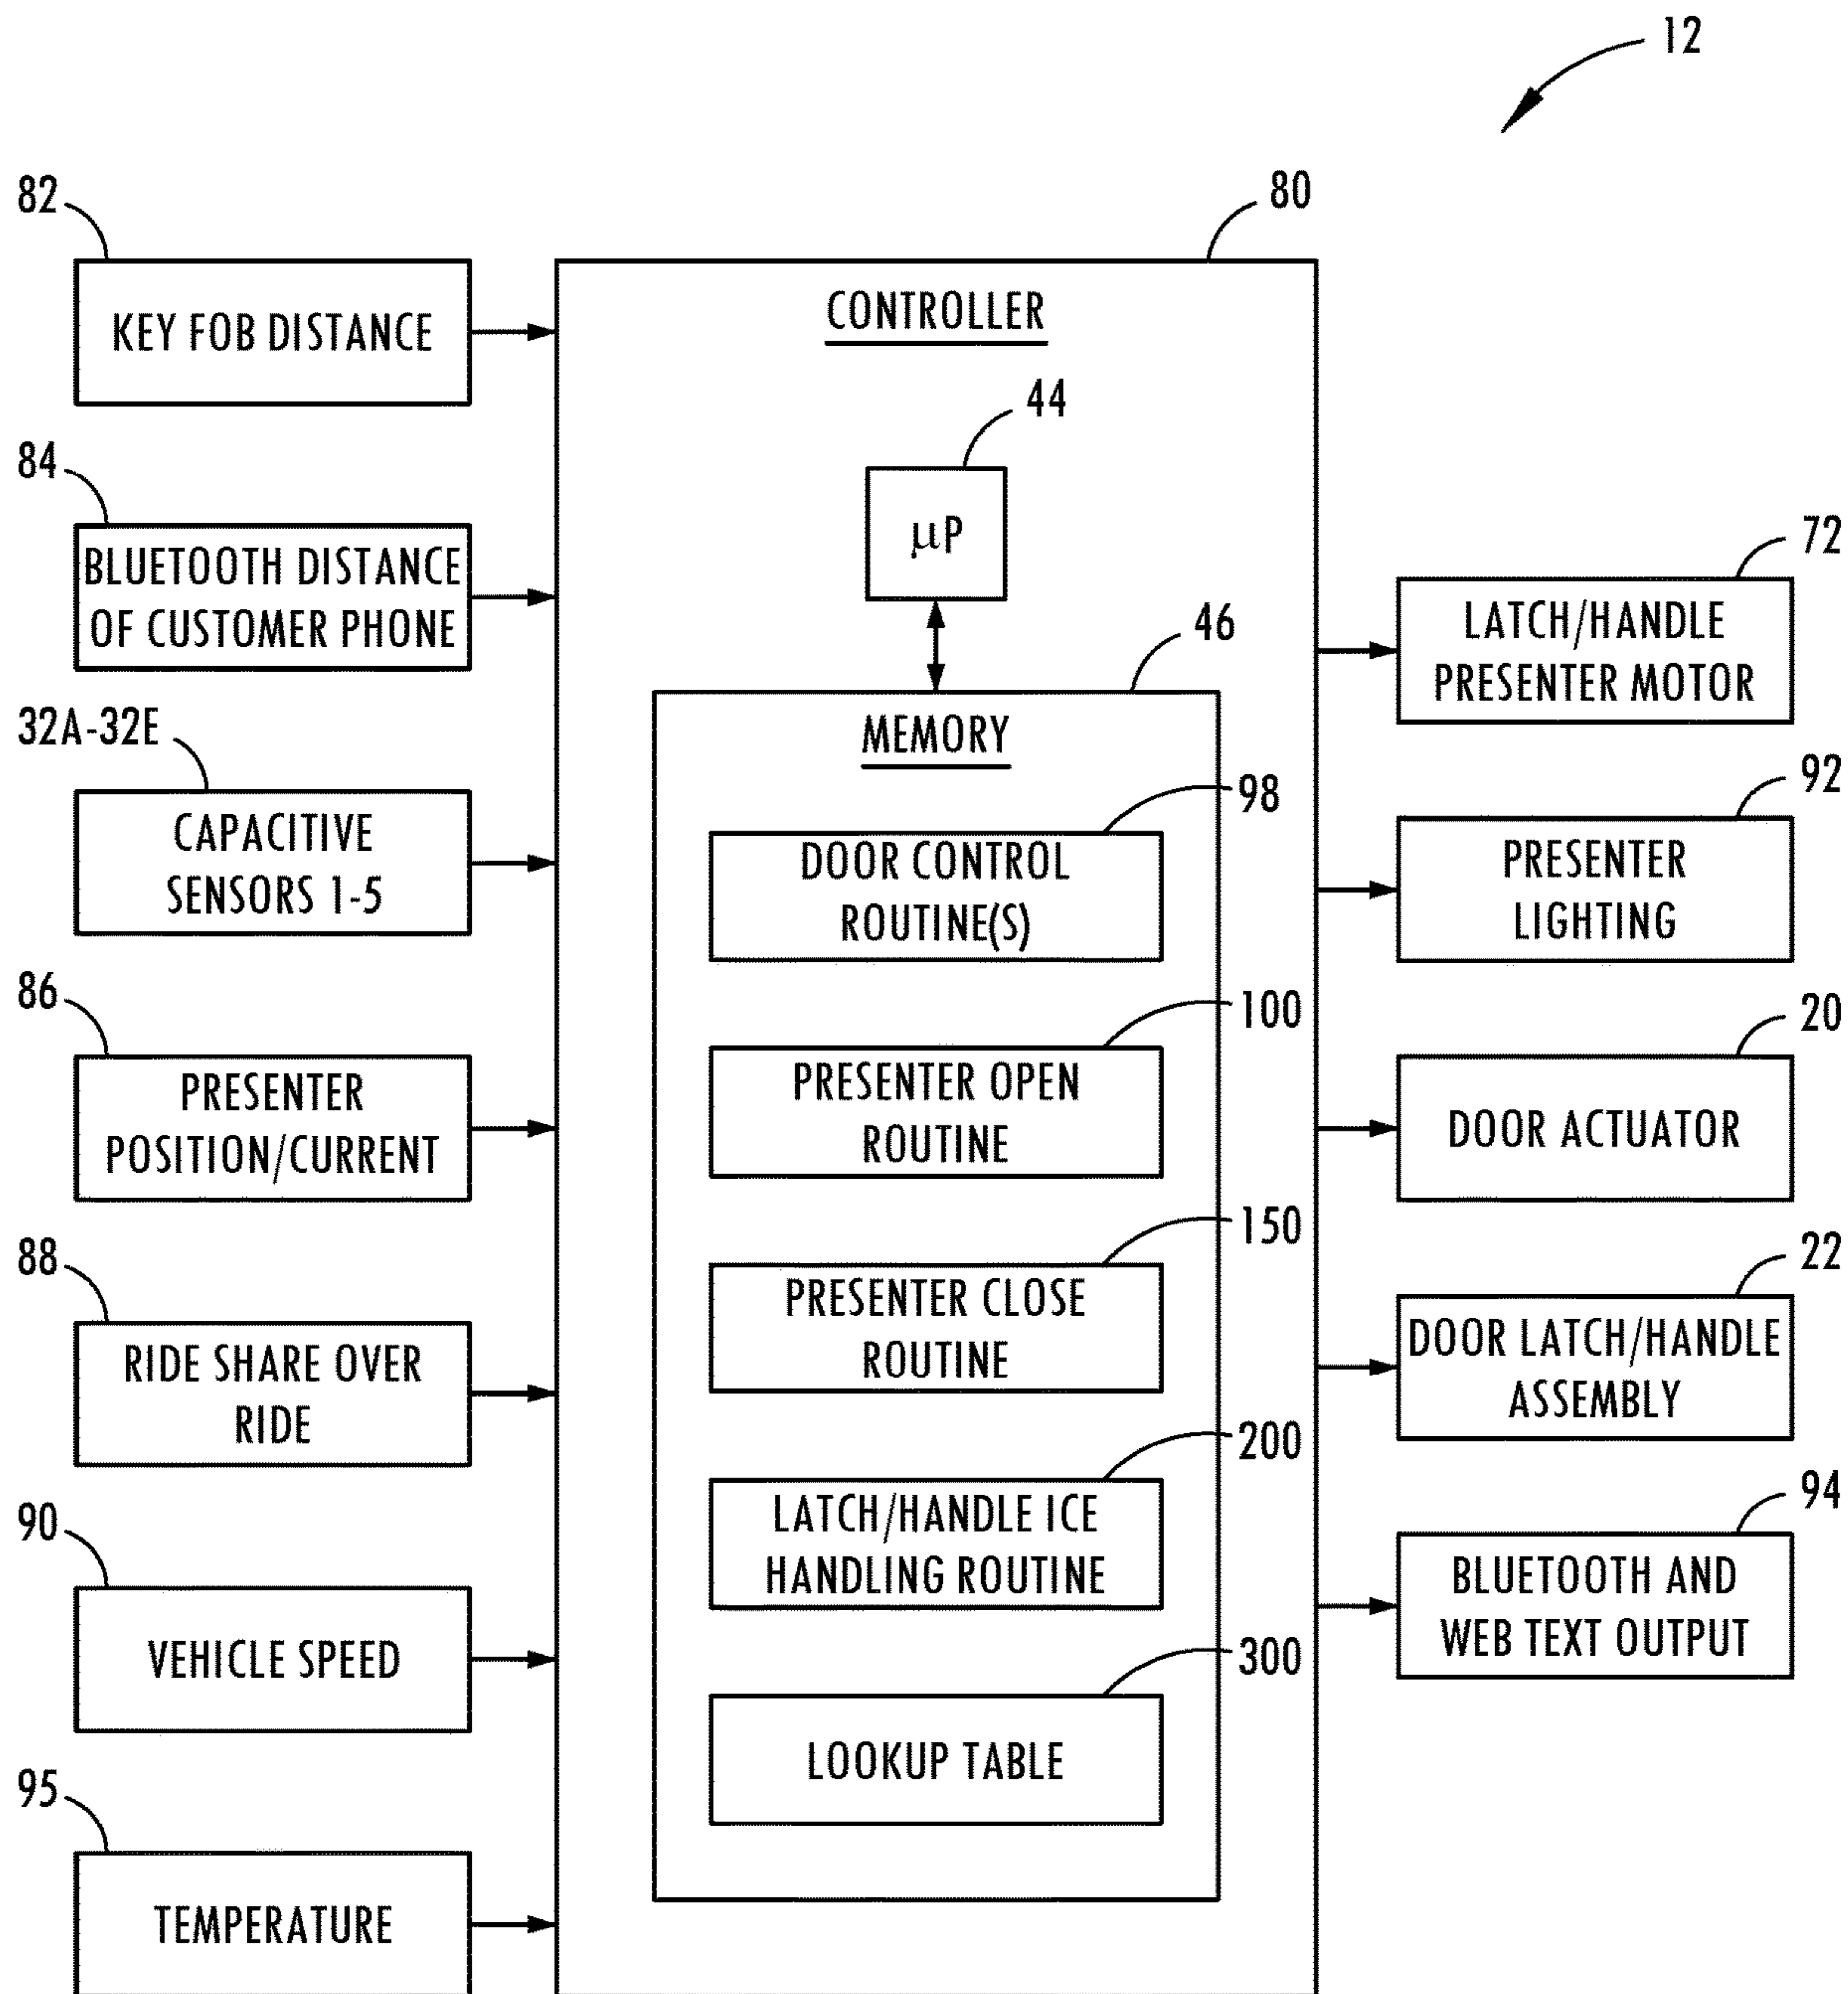 12
82
KEY FOB DISTANCE
84
BLUETOOTH DISTANCE
OF CUSTOMER PHONE
32A-32E
CAPACITIVE
SENSORS 1-5
86
PRESENTER
POSITION/CURRENT
88
RIDE SHARE OVER
RIDE
90
VEHICLE SPEED
95
TEMPERATURE
80
CONTROLLER
44
μP
46
MEMORY
98
DOOR CONTROL
ROUTINE(S)
100
PRESENTER OPEN
ROUTINE
150
PRESENTER CLOSE
ROUTINE
200
LATCH/HANDLE ICE
HANDLING ROUTINE
300
LOOKUP TABLE
72
LATCH/HANDLE
PRESENTER MOTOR
92
PRESENTER
LIGHTING
20
DOOR ACTUATOR
22
DOOR LATCH/HANDLE
ASSEMBLY
94
BLUETOOTH AND
WEB TEXT OUTPUT